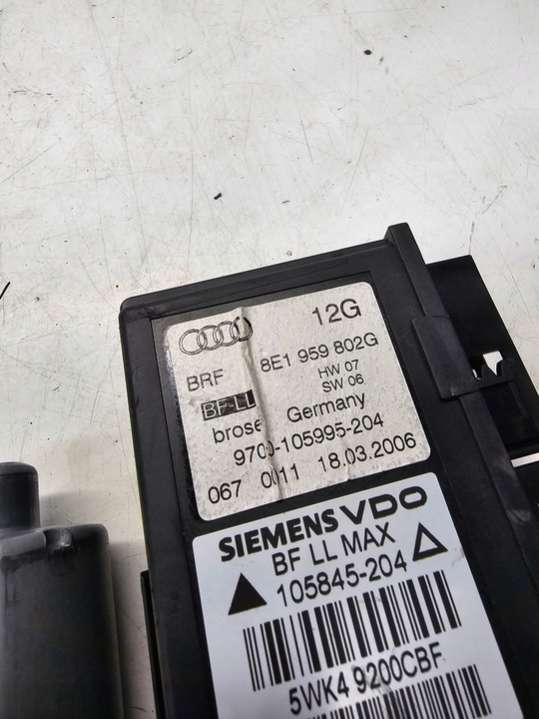 12G
8E1 959 802G
BRF HW 07
BF-LL SW 06
brose Germany
9700-105995-204
067 0011 18.03.2006
SIEMENS VDO
BF LL MAX
105845-204
5WK4 9200CBF